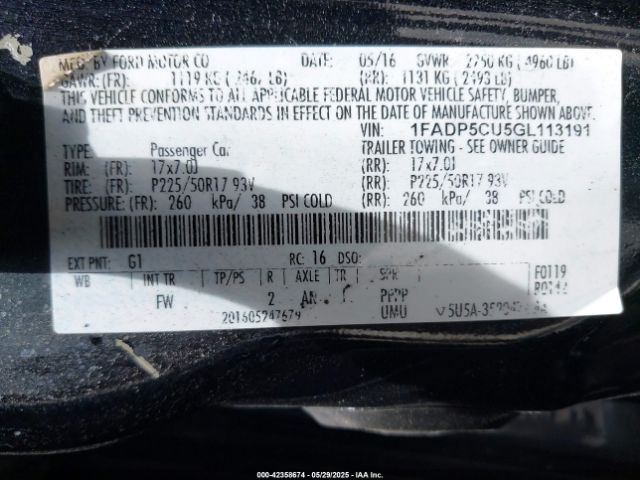 MFG. BY FORD MOTOR CO DATE: 05/16 GVWR 2250 KG ( 4960 LB)
GAWR: (FR): 1119 KG ( 2467 LB) (RR): 1131 KG ( 2493 LB)
THIS VEHICLE CONFORMS TO ALL APPLICABLE FEDERAL MOTOR VEHICLE SAFETY, BUMPER,
AND THEFT PREVENTION STANDARDS IN EFFECT ON THE DATE OF MANUFACTURE SHOWN ABOVE.
VIN: 1FADP5CU5GL113191
TYPE: Passenger Car TRAILER TOWING - SEE OWNER GUIDE
RIM: (FR): 17x7.0J (RR): 17x7.0J
TIRE: (FR): P225/50R17 93V (RR): P225/50R17 93V
PRESSURE: (FR): 260 kPa/ 38 PSI COLD (RR): 260 kPa/ 38 PSI COLD
EXT PNT: G1 RC: 16 DSO:
WB INT TR TP/PS R AXLE TR SPR F0119
FW 2 PPPP
201605247679 UMU
000-42358674 - 05/29/2025 - IAA Inc.